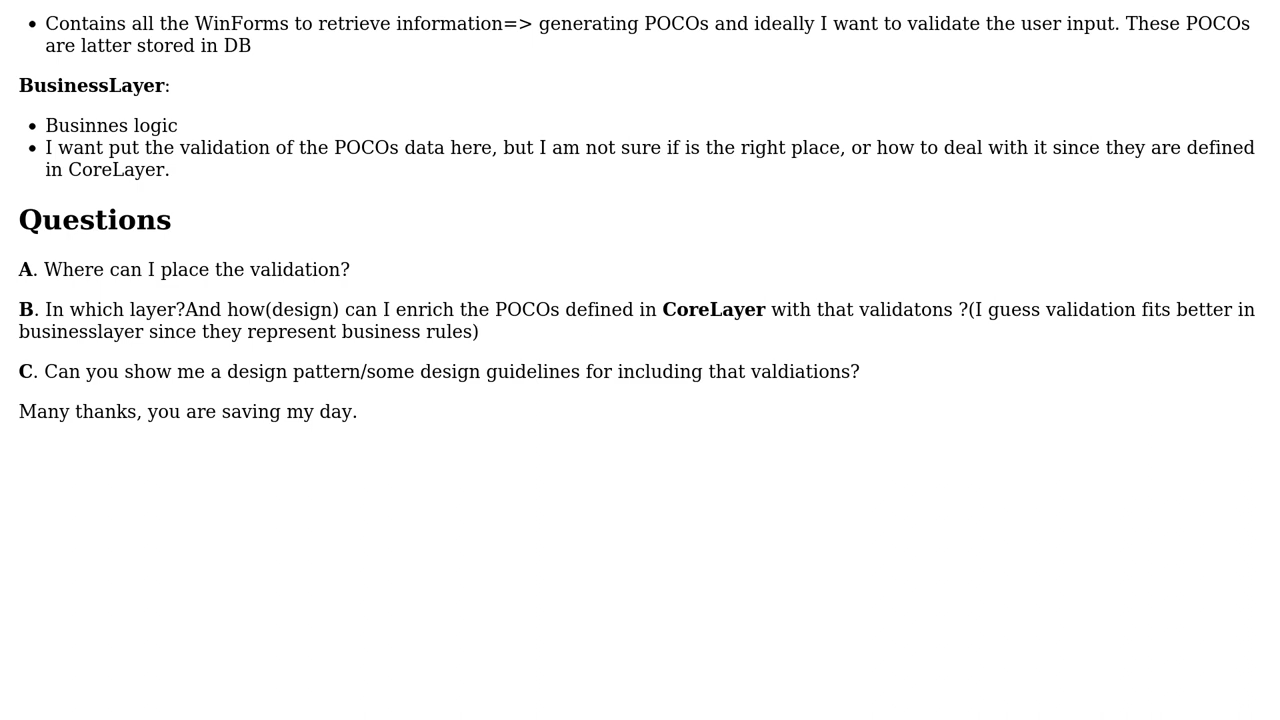 Contains all the WinForms to retrieve information=> generating POCOs and ideally I want to validate the user input. These POCOs
are latter stored in DB
BusinessLayer:
Businnes logic
I want put the validation of the POCOs data here, but I am not sure if is the right place, or how to deal with it since they are defined
in CoreLayer.
Questions
A. Where can I place the validation?
B. In which layer?And how(design) can I enrich the POCOs defined in CoreLayer with that validatons ?(I guess validation fits better in
businesslayer since they represent business rules)
C. Can you show me a design pattern/some design guidelines for including that valdiations?
Many thanks, you are saving my day.